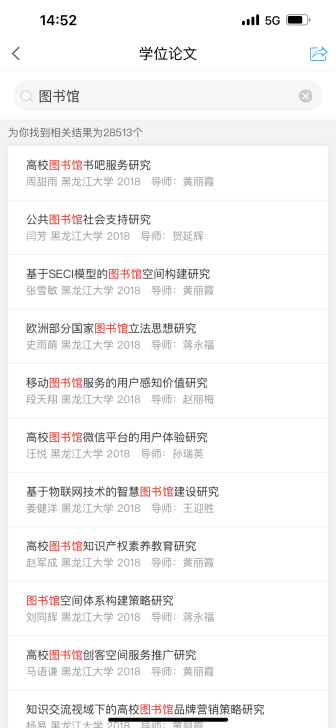 14:52
5G
学位论文
图书馆
为你找到相关结果为28513个
高校图书馆书吧服务研究
周甜雨 黑龙江大学 2018 导师：黄丽霞
公共图书馆社会支持研究
闫芳 黑龙江大学 2018 导师：贺延辉
基于SECI模型的图书馆空间构建研究
张雪敏 黑龙江大学 2018 导师：黄丽霞
欧洲部分国家图书馆立法思想研究
史雨萌 黑龙江大学 2018 导师：蒋永福
移动图书馆服务的用户感知价值研究
段天翔 黑龙江大学 2018 导师：赵丽梅
高校图书馆微信平台的用户体验研究
汪悦 黑龙江大学 2018 导师：孙瑞英
基于物联网技术的智慧图书馆建设研究
姜健洋 黑龙江大学 2018 导师：王迎胜
高校图书馆知识产权素养教育研究
赵军成 黑龙江大学 2018 导师：黄丽霞
图书馆空间体系构建策略研究
刘同辉 黑龙江大学 2018 导师：蒋永福
高校图书馆创客空间服务推广研究
马语谦 黑龙江大学 2018 导师：黄丽霞
知识交流视域下的高校图书馆品牌营销策略研究
杨易 黑龙江大学 2018 导师：黄丽霞